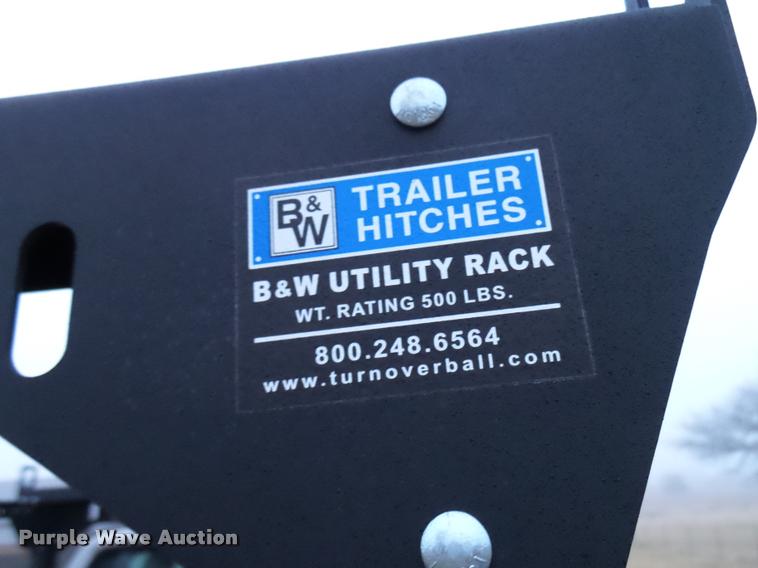 B&W
TRAILER
HITCHES
B&W UTILITY RACK
WT. RATING 500 LBS.
800.248.6564
www.turnoverball.com
Purple Wave Auction